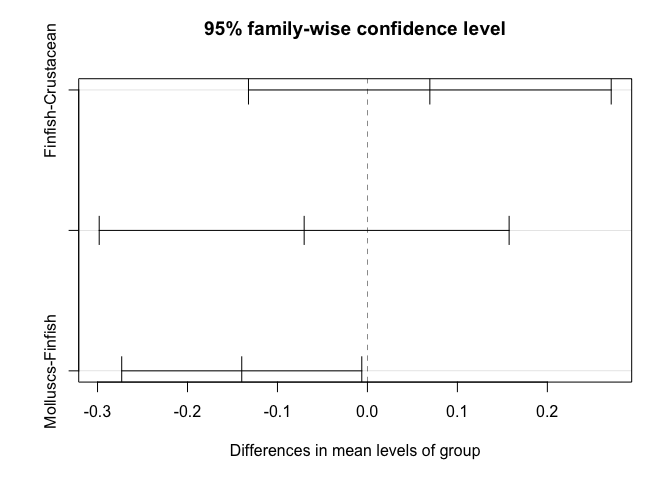 95% family-wise confidence level
Finfish-Crustacean
Molluscs-Finfish
-0.3 -0.2 -0.1 0.0 0.1 0.2
Differences in mean levels of group